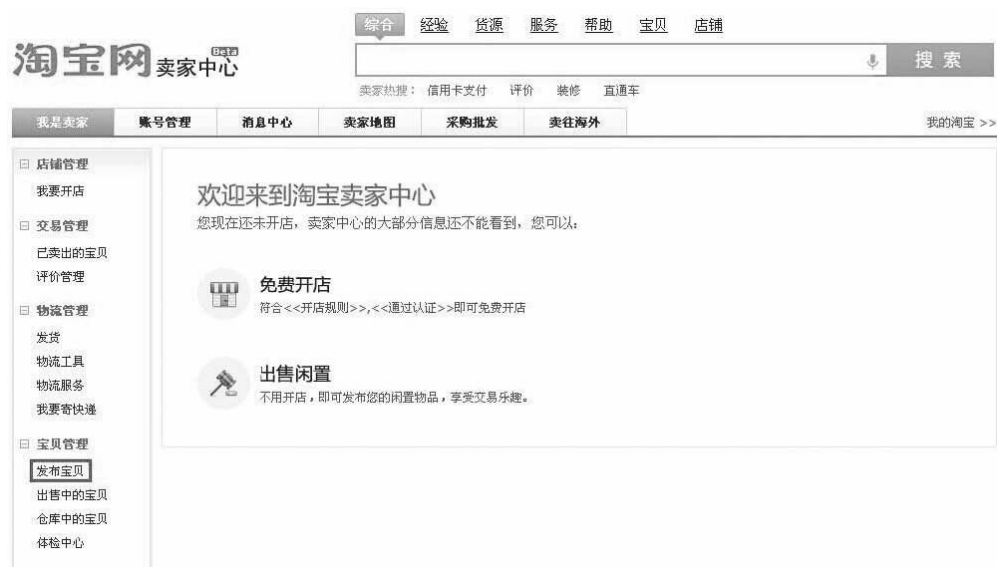 综合 经验 货源 服务 帮助 宝贝 店铺
淘宝网 卖家中心 Beta
搜索
卖家热搜： 信用卡支付 评价 装修 直通车
我是卖家 账号管理 消息中心 卖家地图 采购批发 卖往海外 我的淘宝 >>
店铺管理
我要开店
交易管理
已卖出的宝贝
评价管理
物流管理
发货
物流工具
物流服务
我要寄快递
宝贝管理
发布宝贝
出售中的宝贝
仓库中的宝贝
体检中心
欢迎来到淘宝卖家中心
您现在还未开店，卖家中心的大部分信息还不能看到，您可以：
免费开店
符合<<开店规则>>,<<通过认证>>即可免费开店
出售闲置
不用开店，即可发布您的闲置物品，享受交易乐趣。